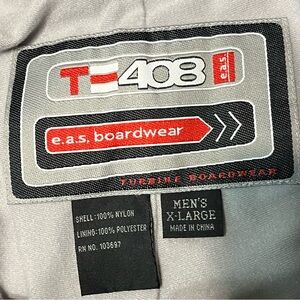 T=408 e.a.s.
e.a.s. boardwear
TURBINE BOARDWEAR
SHELL: 100% NYLON
LINING: 100% POLYESTER
RN NO. 103697
MEN'S
X-LARGE
MADE IN CHINA